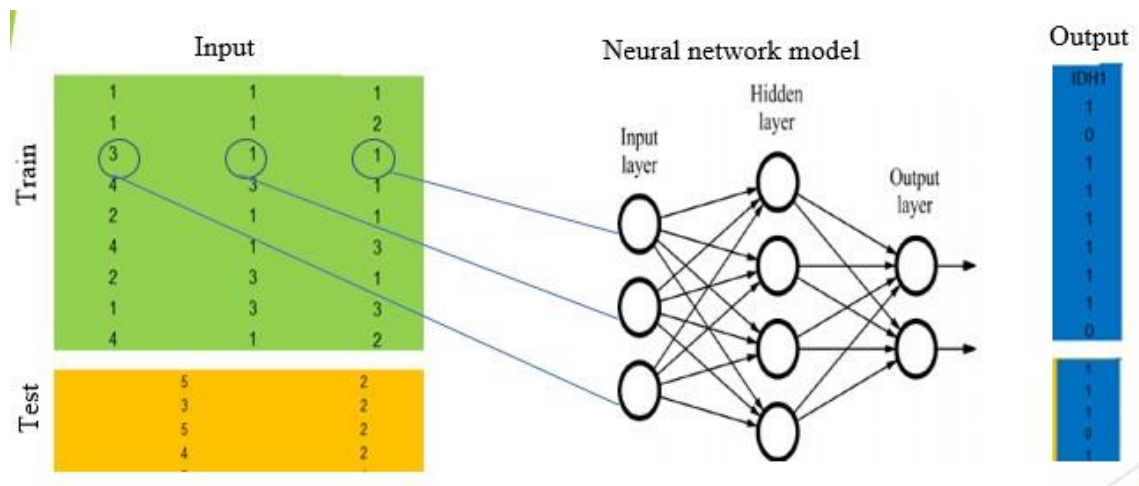 Input
Neural network model
Output
Train
1 1 1
1 1 2
3 1 1
4 3 1
2 1 1
4 1 3
2 3 1
1 3 3
4 1 2
Test
5 2
3 2
5 2
4 2
Input
layer
Hidden
layer
Output
layer
IDH1
1
0
1
1
1
1
1
1
0
1
1
1
0
1